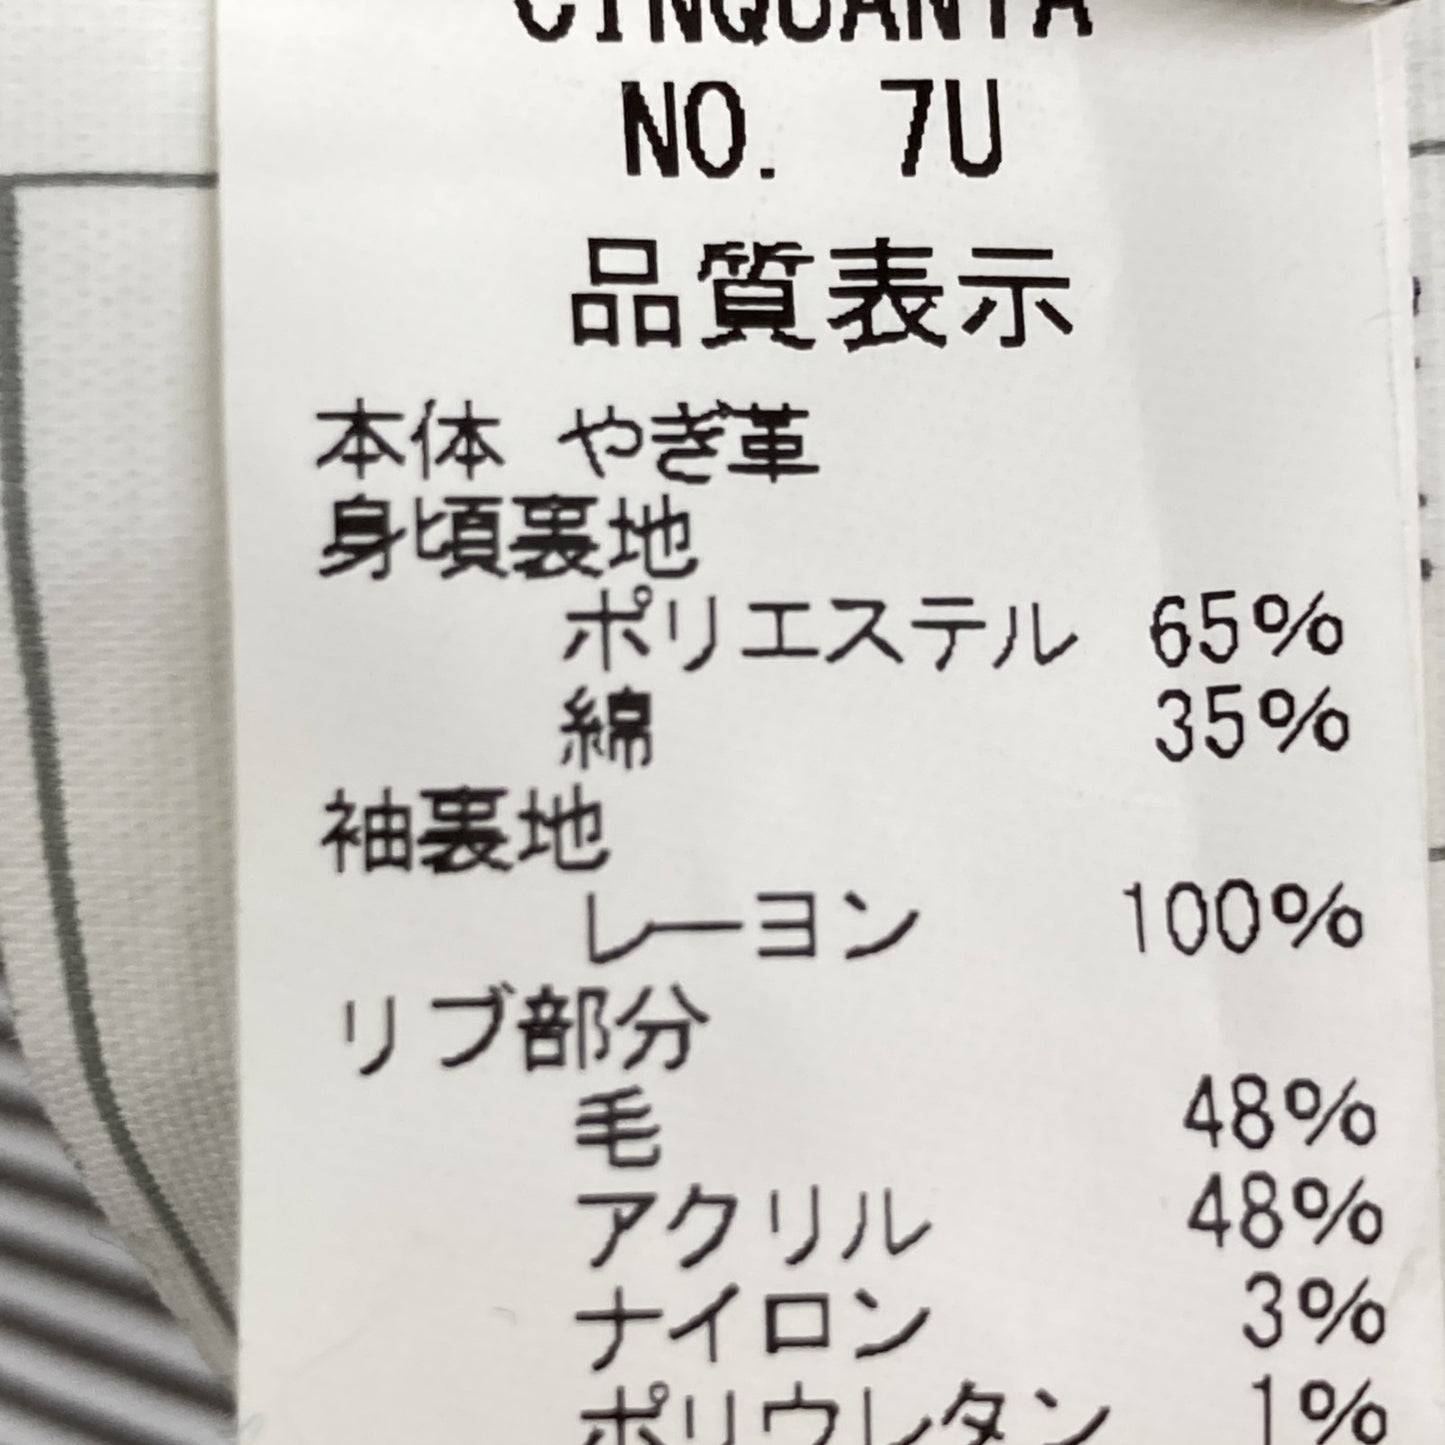 CINQUANTA
NO. 7U
品質表示
本体 やぎ革
身頃裏地
ポリエステル 65%
綿 35%
袖裏地
レーヨン 100%
リブ部分
毛 48%
アクリル 48%
ナイロン 3%
ポリウレタン 1%